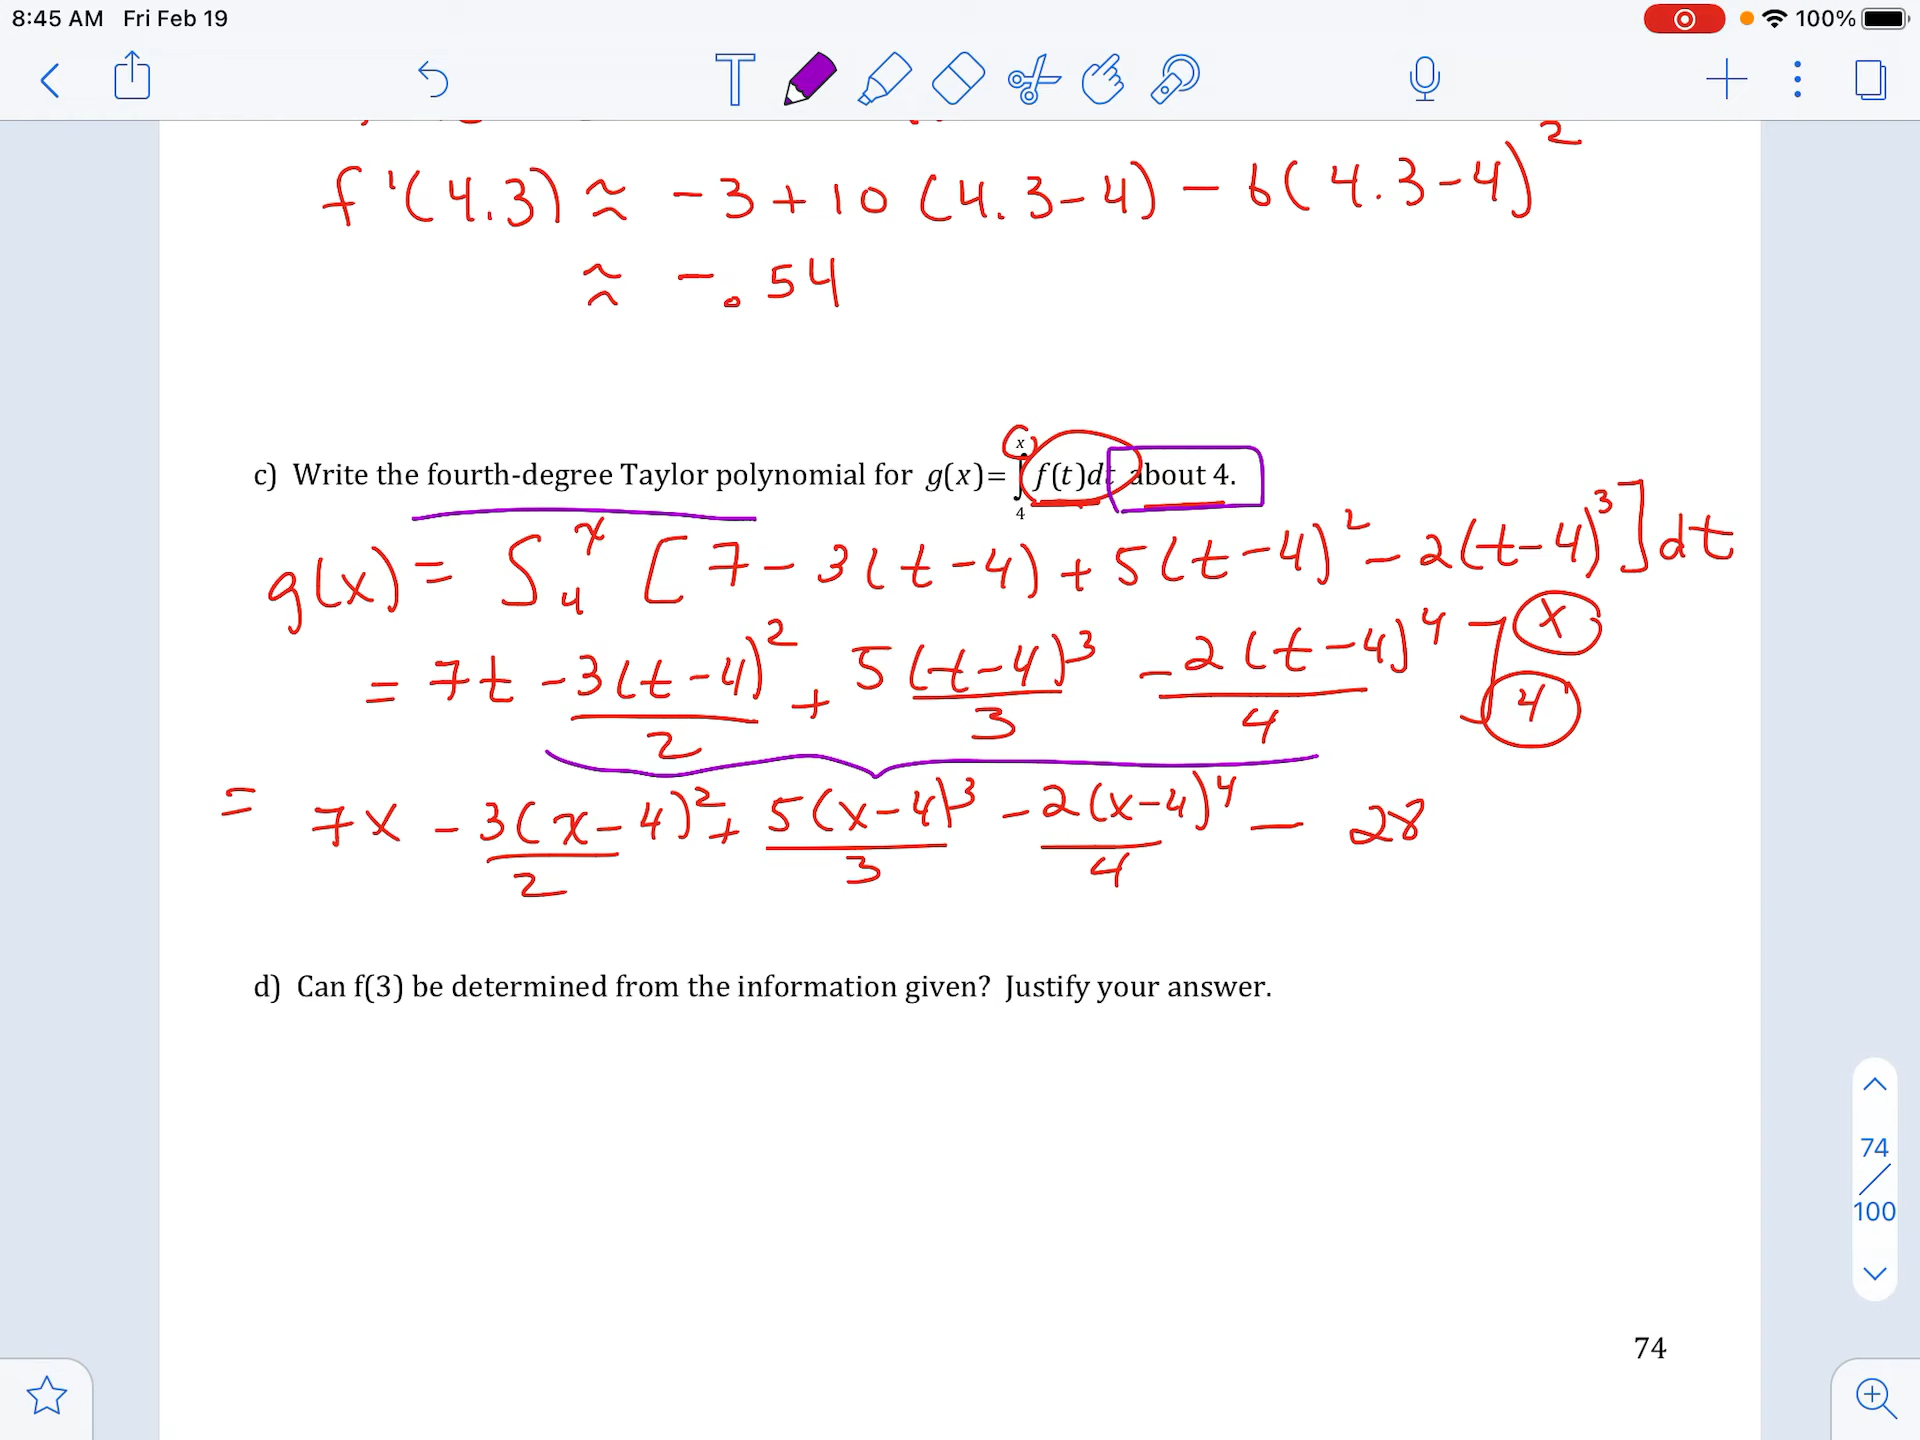 8:45 AM Fri Feb 19 100%
T
f'(4.3) ≈ -3 + 10 (4.3-4) - 6(4.3-4)²
≈ -.54
c) Write the fourth-degree Taylor polynomial for g(x)=∫₄ˣ f(t)dt about 4.
g(x) = ∫₄ˣ [7 - 3(t-4) + 5(t-4)² - 2(t-4)³]dt
= 7t - 3(t-4)²/2 + 5(t-4)³/3 - 2(t-4)⁴/4 ]₄ˣ
= 7x - 3(x-4)²/2 + 5(x-4)³/3 - 2(x-4)⁴/4 - 28
d) Can f(3) be determined from the information given? Justify your answer.
74
/
100
74